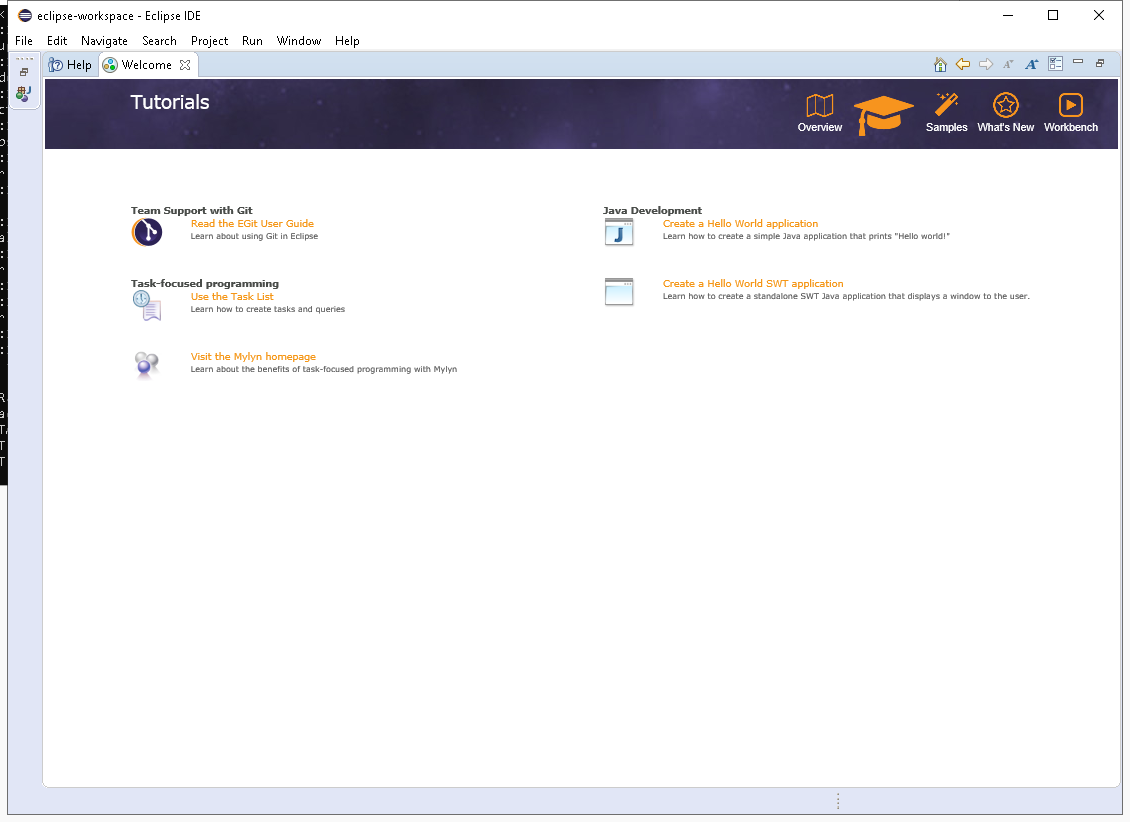 eclipse-workspace - Eclipse IDE
File Edit Navigate Search Project Run Window Help
Help Welcome
Tutorials
Overview Samples What's New Workbench
Team Support with Git
Read the EGit User Guide
Learn about using Git in Eclipse
Task-focused programming
Use the Task List
Learn how to create tasks and queries
Visit the Mylyn homepage
Learn about the benefits of task-focused programming with Mylyn
Java Development
Create a Hello World application
Learn how to create a simple Java application that prints "Hello world!"
Create a Hello World SWT application
Learn how to create a standalone SWT Java application that displays a window to the user.